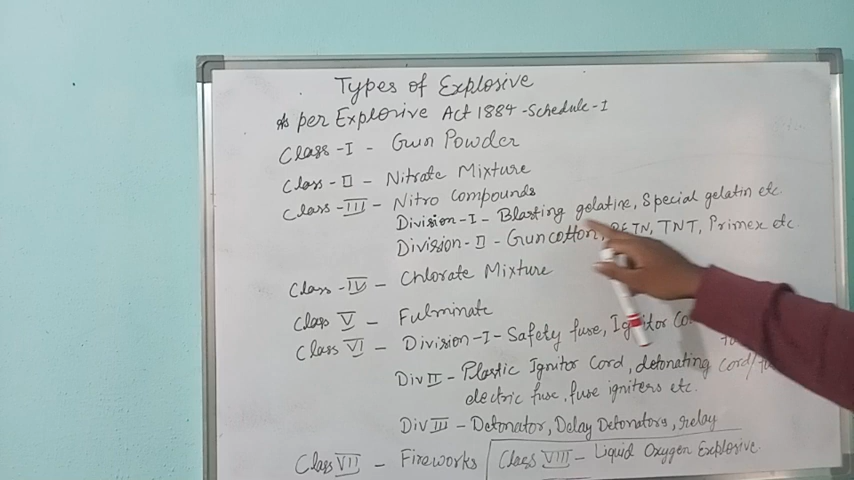 Types of Explosive
As per Explosive Act 1884 - Schedule - I
Class - I - Gun Powder
Class - II - Nitrate Mixture
Class - III - Nitro Compounds
Division - I - Blasting gelatine, Special gelatin etc.
Division - II - Guncotton, PETN, TNT, Primex etc.
Class - IV - Chlorate Mixture
Class V - Fulminate
Class VI - Division - I - Safety fuse, Ignitor
Div II - Plastic Ignitor Cord, detonating cord/
electric fuse, fuse igniters etc.
Div III - Detonator, Delay Detonators, relay
Class VII - Fireworks
Class VIII - Liquid Oxygen Explosive